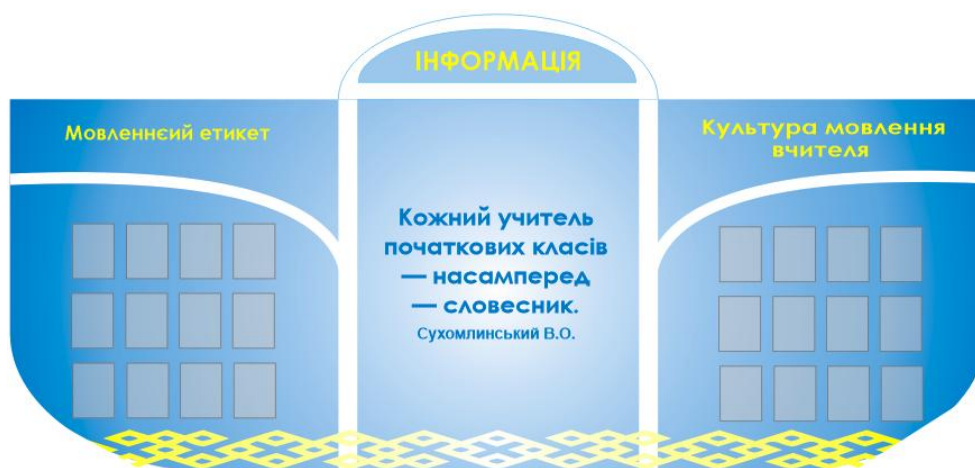 ІНФОРМАЦІЯ
Мовленнєий етикет
Культура мовлення
вчителя
Кожний учитель
початкових класів
— насамперед
— словесник.
Сухомлинський В.О.